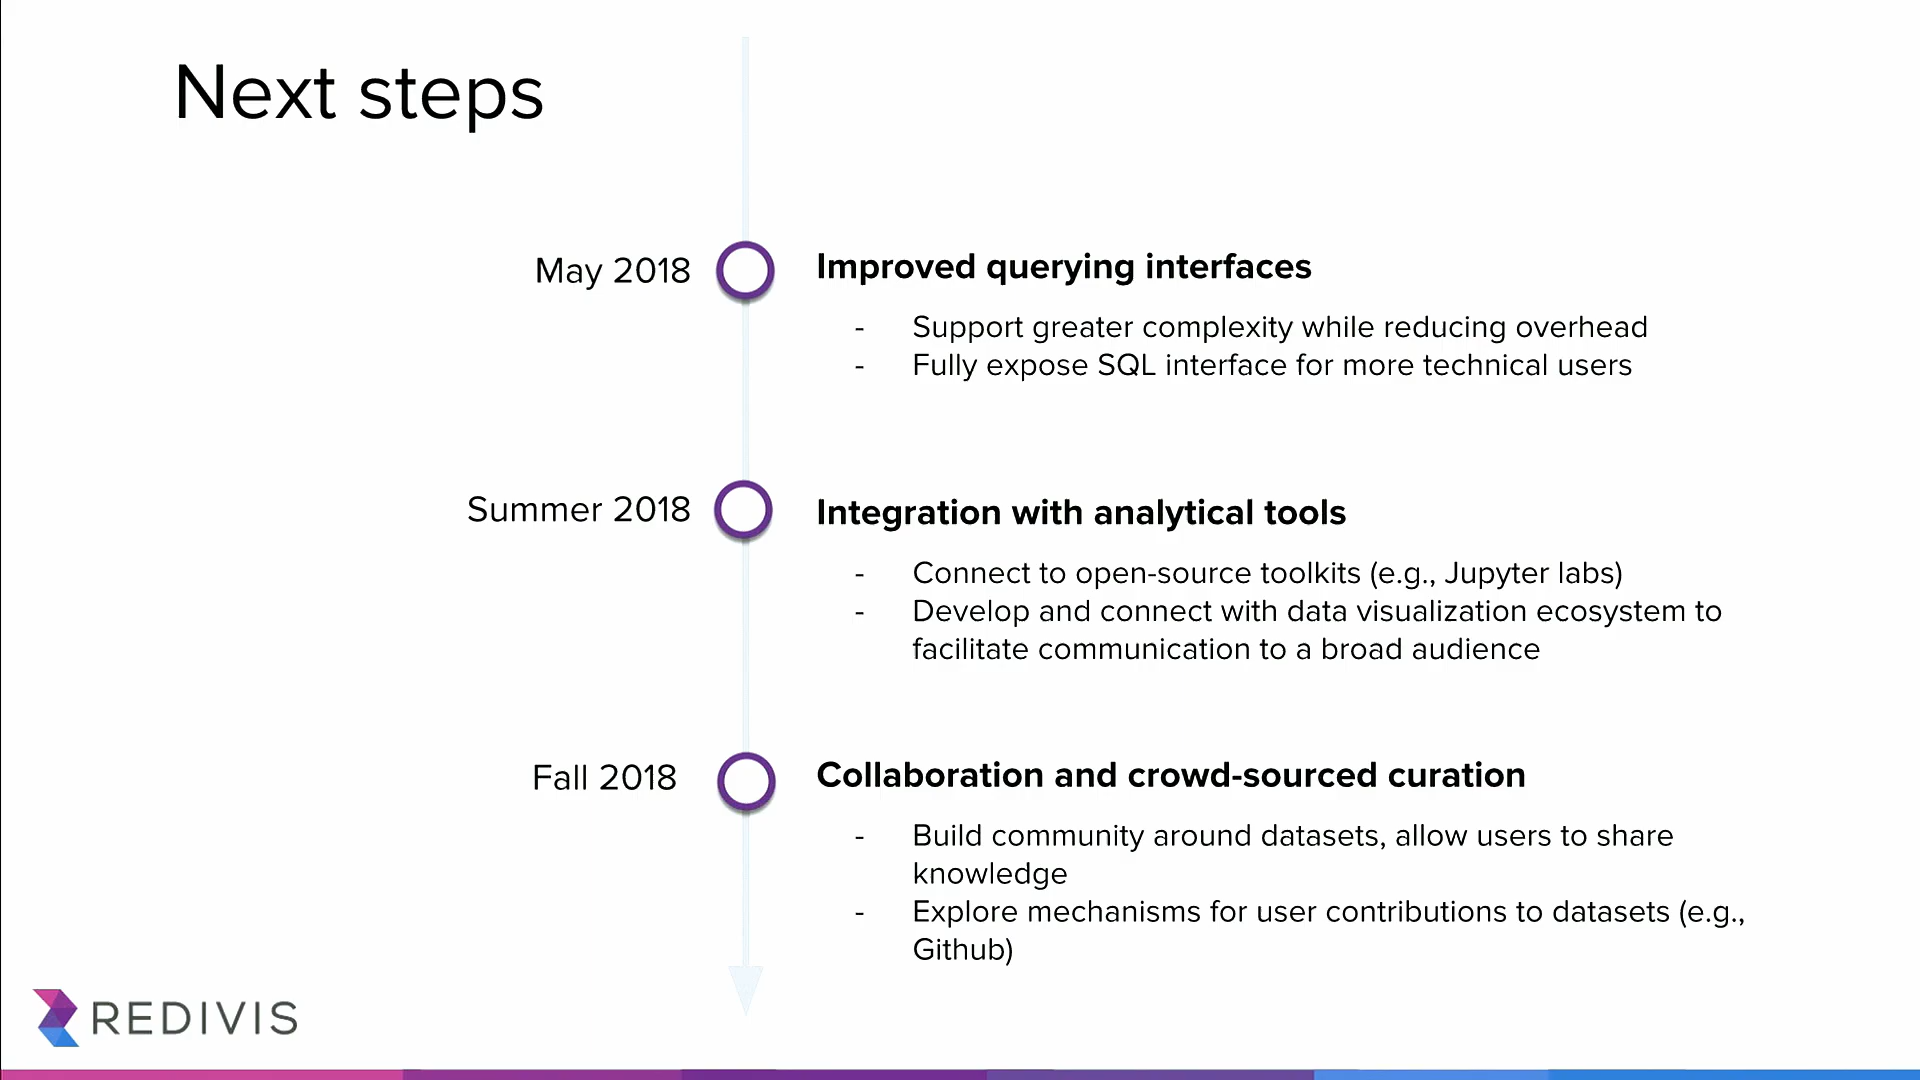 Next steps
May 2018
Improved querying interfaces
- Support greater complexity while reducing overhead
- Fully expose SQL interface for more technical users
Summer 2018
Integration with analytical tools
- Connect to open-source toolkits (e.g., Jupyter labs)
- Develop and connect with data visualization ecosystem to
facilitate communication to a broad audience
Fall 2018
Collaboration and crowd-sourced curation
- Build community around datasets, allow users to share
knowledge
- Explore mechanisms for user contributions to datasets (e.g.,
Github)
REDIVIS